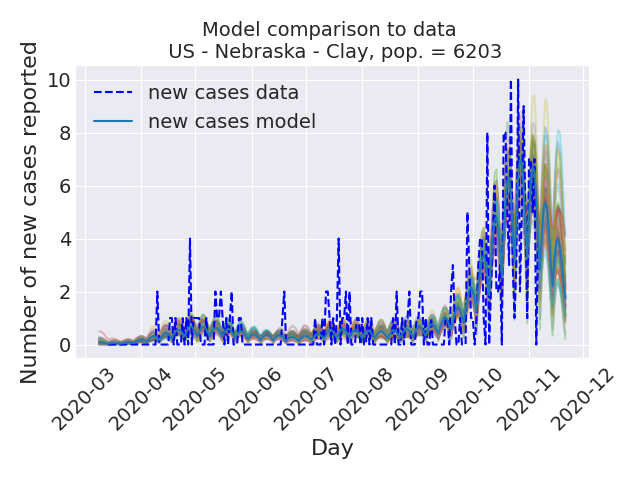 Model comparison to data
US - Nebraska - Clay, pop. = 6203
Number of new cases reported
10
8
6
4
2
0
new cases data
new cases model
2020-03
2020-04
2020-05
2020-06
2020-07
2020-08
2020-09
2020-10
2020-11
2020-12
Day